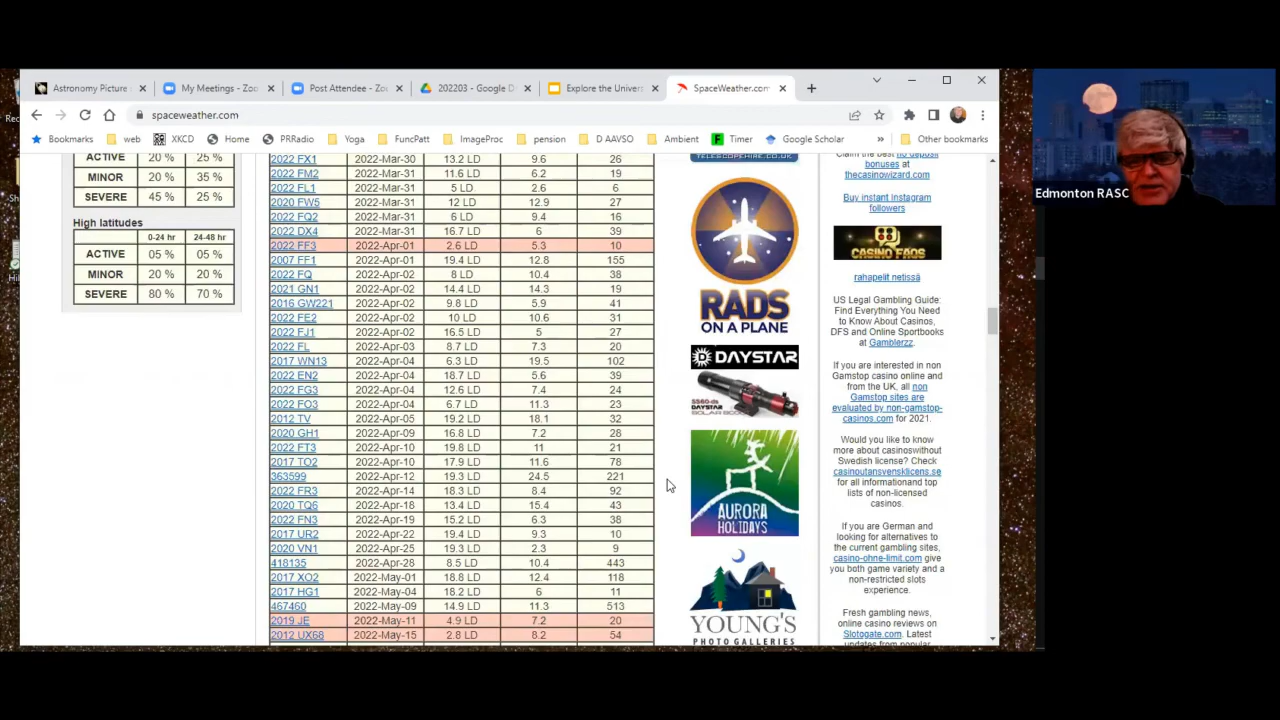 Astronomy Picture
My Meetings - Zoo
Post Attendee - Zo
202203 - Google D
Explore the Univer
SpaceWeather.com
spaceweather.com
Bookmarks
web
XKCD
Home
PRRadio
Yoga
FuncPatt
ImageProc
pension
D AAVSO
Ambient
Timer
Google Scholar
»
Other bookmarks
ACTIVE 20 % 25 %
MINOR 20 % 35 %
SEVERE 45 % 25 %
High latitudes
0-24 hr 24-48 hr
ACTIVE 05 % 05 %
MINOR 20 % 20 %
SEVERE 80 % 70 %
2022 FX1 2022-Mar-30 13.2 LD 9.6 26
2022 FM2 2022-Mar-31 11.6 LD 6.2 19
2022 FL1 2022-Mar-31 5 LD 2.6 6
2020 FW5 2022-Mar-31 12 LD 12.9 27
2022 FQ2 2022-Mar-31 6 LD 9.4 16
2022 DX4 2022-Mar-31 16.7 LD 6 39
2022 FF3 2022-Apr-01 2.6 LD 5.3 10
2007 FF1 2022-Apr-01 19.4 LD 12.8 155
2022 FQ 2022-Apr-02 8 LD 10.4 38
2021 GN1 2022-Apr-02 14.4 LD 14.3 19
2016 GW221 2022-Apr-02 9.8 LD 5.9 41
2022 FE2 2022-Apr-02 10 LD 10.6 31
2022 FJ1 2022-Apr-02 16.5 LD 5 27
2022 FL 2022-Apr-03 8.7 LD 7.3 20
2017 WN13 2022-Apr-04 6.3 LD 19.5 102
2022 EN2 2022-Apr-04 18.7 LD 5.6 39
2022 FG3 2022-Apr-04 12.6 LD 7.4 24
2022 FO3 2022-Apr-04 6.7 LD 11.3 23
2012 TV 2022-Apr-05 19.2 LD 18.1 32
2020 GH1 2022-Apr-09 16.8 LD 7.2 28
2022 FT3 2022-Apr-10 19.8 LD 11 21
2017 TO2 2022-Apr-10 17.9 LD 11.6 78
363599 2022-Apr-12 19.3 LD 24.5 221
2022 FR3 2022-Apr-14 18.3 LD 8.4 92
2020 TQ6 2022-Apr-18 13.4 LD 15.4 43
2022 FN3 2022-Apr-19 15.2 LD 6.3 38
2017 UR2 2022-Apr-22 19.4 LD 9.3 10
2020 VN1 2022-Apr-25 19.3 LD 2.3 9
418135 2022-Apr-28 8.5 LD 10.4 443
2017 XO2 2022-May-01 18.8 LD 12.4 118
2017 HG1 2022-May-04 18.2 LD 6 11
467460 2022-May-09 14.9 LD 11.3 513
2019 JE 2022-May-11 4.9 LD 7.2 20
2012 UX68 2022-May-15 2.8 LD 8.2 54
TELESCOPEHIRE.CO.UK
RADS
ON A PLANE
DAYSTAR
SS60-ds
DAYSTAR
AURORA
HOLIDAYS
YOUNG'S
PHOTO GALLERIES
Claim the best no deposit
bonuses at
thecasinowizard.com
Buy instant Instagram
followers
CASINO FAQS
rahapelit netissä
US Legal Gambling Guide:
Find Everything You Need
to Know About Casinos,
DFS and Online Sportbooks
at Gamblerzz.
If you are interested in non
Gamstop casino online and
from the UK, all non
Gamstop sites are
evaluated by non-gamstop-
casinos.com for 2021.
Would you like to know
more about casinoswithout
Swedish license? Check
casinoutansvensklicens.se
for all informationand top
lists of non-licensed
casinos.
If you are German and
looking for alternatives to
the current gambling sites,
casino-ohne-limit.com give
you both game variety and a
non-restricted slots
experience.
Fresh gambling news,
online casino reviews on
Slotogate.com. Latest
updates from popular
Edmonton RASC